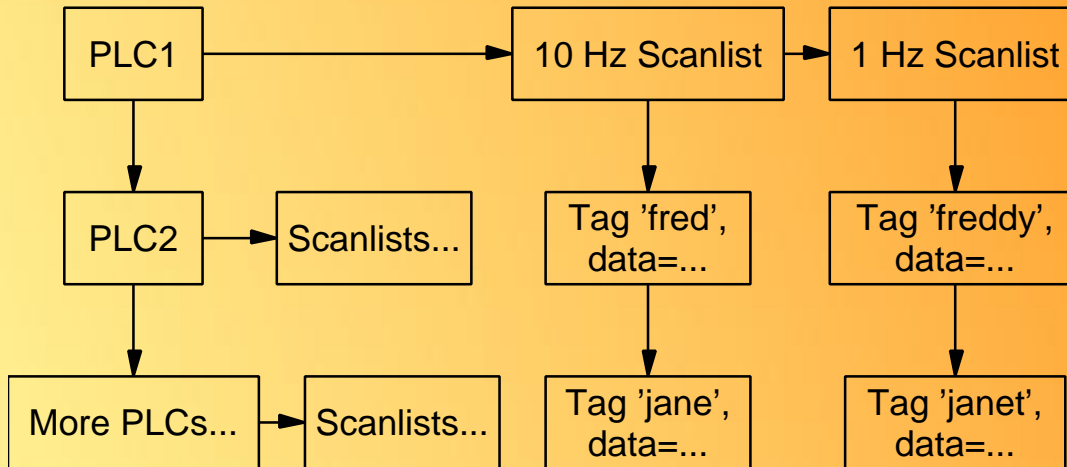 PLC1
10 Hz Scanlist
1 Hz Scanlist
PLC2
Scanlists...
Tag ’fred’,
data=...
Tag ’freddy’,
data=...
More PLCs...
Scanlists...
Tag ’jane’,
data=...
Tag ’janet’,
data=...